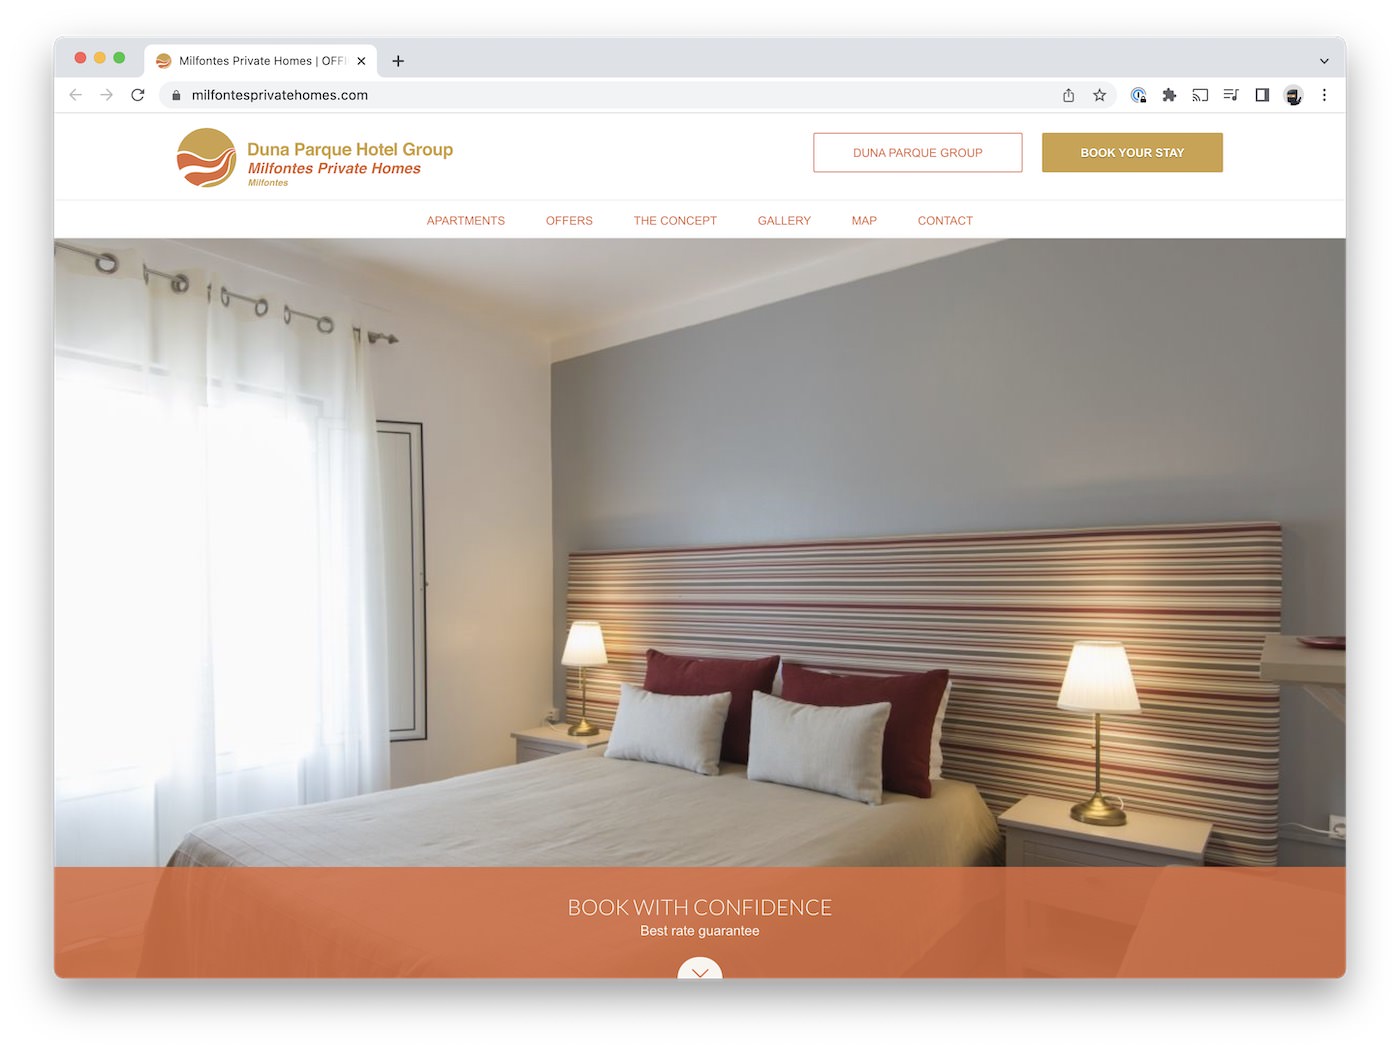 Milfontes Private Homes | OFFI
milfontesprivatehomes.com
Duna Parque Hotel Group
Milfontes Private Homes
Milfontes
DUNA PARQUE GROUP
BOOK YOUR STAY
APARTMENTS OFFERS THE CONCEPT GALLERY MAP CONTACT
BOOK WITH CONFIDENCE
Best rate guarantee